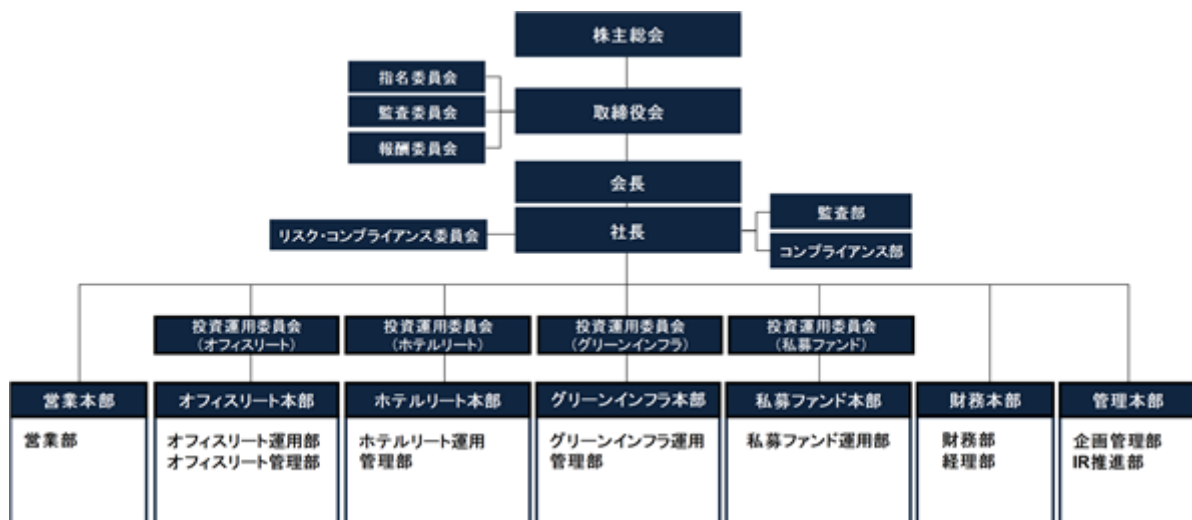 株主総会
指名委員会
監査委員会
報酬委員会
取締役会
会長
社長
リスク・コンプライアンス委員会
監査部
コンプライアンス部
投資運用委員会
(オフィスリート)
投資運用委員会
(ホテルリート)
投資運用委員会
(グリーンインフラ)
投資運用委員会
(私募ファンド)
営業本部
営業部
オフィスリート本部
オフィスリート運用部
オフィスリート管理部
ホテルリート本部
ホテルリート運用
管理部
グリーンインフラ本部
グリーンインフラ運用
管理部
私募ファンド本部
私募ファンド運用部
財務本部
財務部
経理部
管理本部
企画管理部
IR推進部